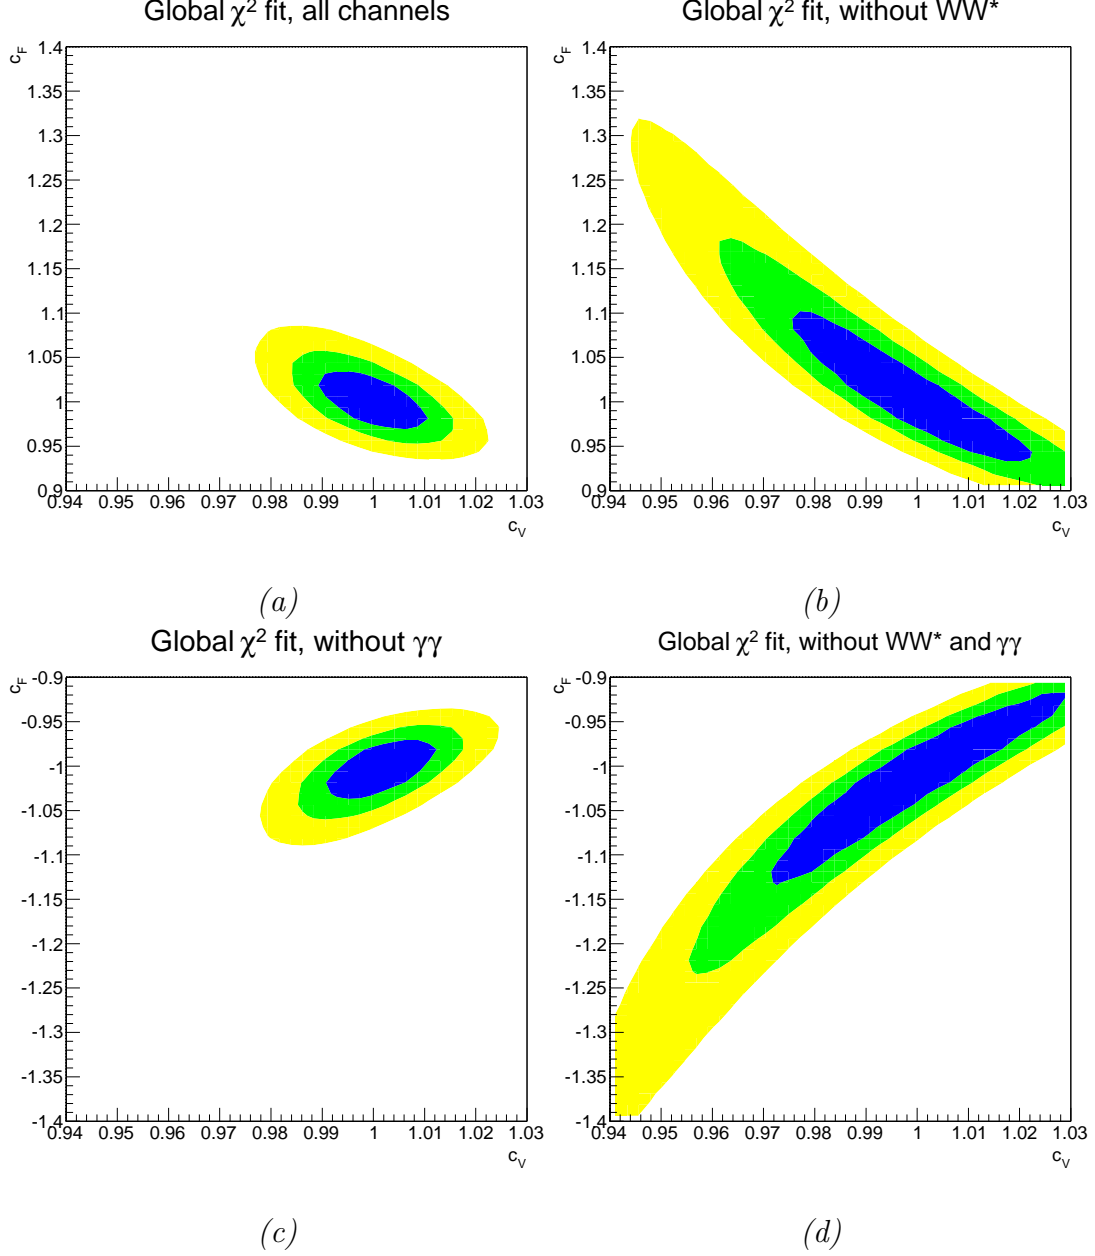 Global χ² fit, all channels
c_F
1.4
1.35
1.3
1.25
1.2
1.15
1.1
1.05
1
0.95
0.9
0.94 0.95 0.96 0.97 0.98 0.99 1 1.01 1.02 1.03
c_V
(a)
Global χ² fit, without WW*
c_F
1.4
1.35
1.3
1.25
1.2
1.15
1.1
1.05
1
0.95
0.9
0.94 0.95 0.96 0.97 0.98 0.99 1 1.01 1.02 1.03
c_V
(b)
Global χ² fit, without γγ
c_F
-0.9
-0.95
-1
-1.05
-1.1
-1.15
-1.2
-1.25
-1.3
-1.35
-1.4
0.94 0.95 0.96 0.97 0.98 0.99 1 1.01 1.02 1.03
c_V
(c)
Global χ² fit, without WW* and γγ
c_F
-0.9
-0.95
-1
-1.05
-1.1
-1.15
-1.2
-1.25
-1.3
-1.35
-1.4
0.94 0.95 0.96 0.97 0.98 0.99 1 1.01 1.02 1.03
c_V
(d)